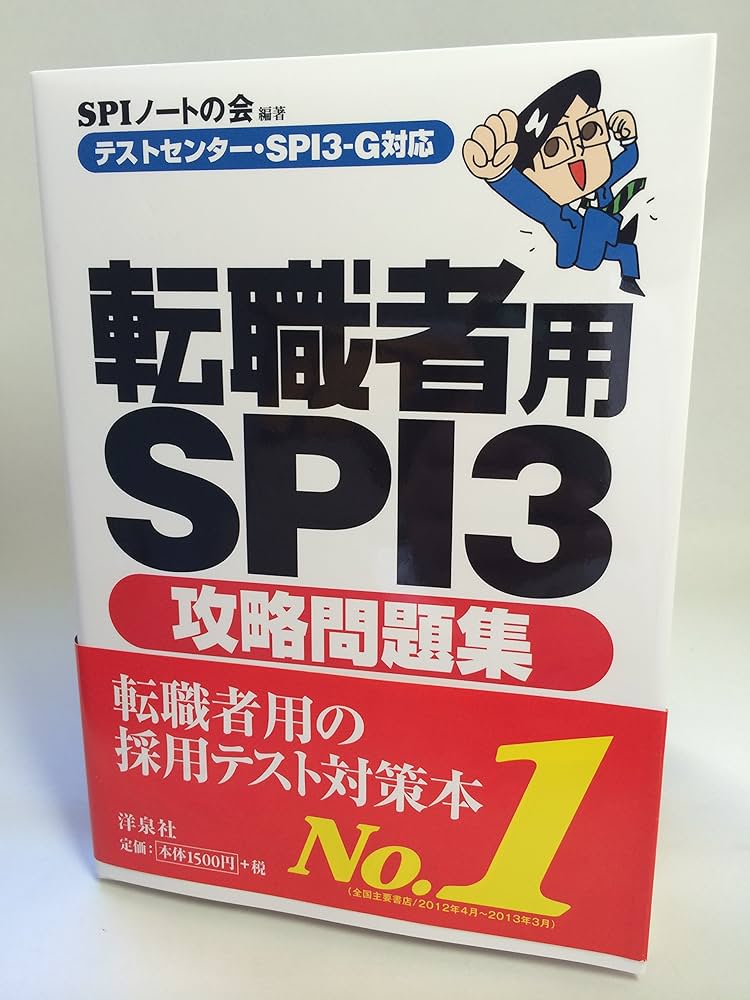 SPIノートの会 編著
テストセンター・SPI3-G対応
転職者用
SPI3
攻略問題集
転職者用の
採用テスト対策本
No.1
洋泉社
定価：本体1500円+税
（全国主要書店/2012年4月～2013年3月）